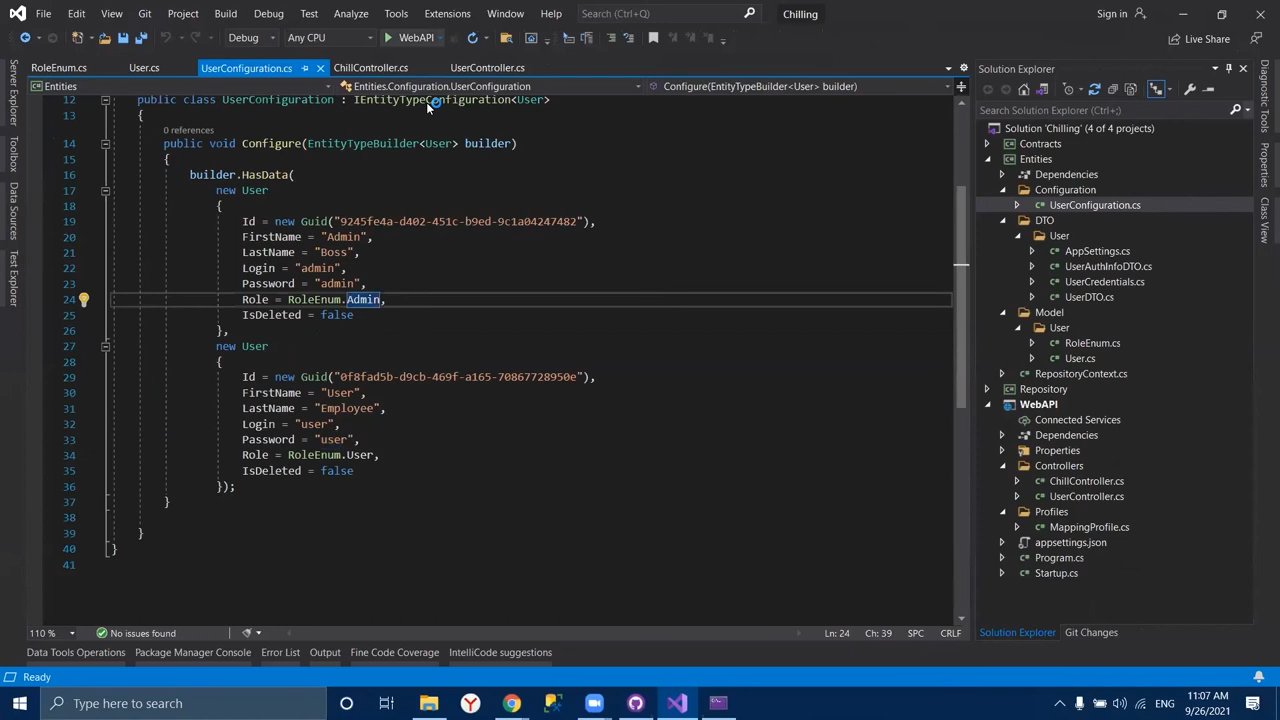 File Edit View Git Project Build Debug Test Analyze Tools Extensions Window Help Search (Ctrl+Q) Chilling Sign in
Debug Any CPU WebAPI Live Share
RoleEnum.cs User.cs UserConfiguration.cs ChillController.cs UserController.cs
Entities Entities.Configuration.UserConfiguration Configure(EntityTypeBuilder<User> builder)
Server Explorer
Toolbox
Data Sources
Test Explorer
12 public class UserConfiguration : IEntityTypeConfiguration<User>
13 {
0 references
14 public void Configure(EntityTypeBuilder<User> builder)
15 {
16 builder.HasData(
17 new User
18 {
19 Id = new Guid("9245fe4a-d402-451c-b9ed-9c1a04247482"),
20 FirstName = "Admin",
21 LastName = "Boss",
22 Login = "admin",
23 Password = "admin",
24 Role = RoleEnum.Admin,
25 IsDeleted = false
26 },
27 new User
28 {
29 Id = new Guid("0f8fad5b-d9cb-469f-a165-70867728950e"),
30 FirstName = "User",
31 LastName = "Employee",
32 Login = "user",
33 Password = "user",
34 Role = RoleEnum.User,
35 IsDeleted = false
36 });
37 }
38
39 }
40 }
41
110 % No issues found Ln: 24 Ch: 39 SPC CRLF
Solution Explorer
Search Solution Explorer (Ctrl+;)
Solution 'Chilling' (4 of 4 projects)
Contracts
Entities
Dependencies
Configuration
UserConfiguration.cs
DTO
User
AppSettings.cs
UserAuthInfoDTO.cs
UserCredentials.cs
UserDTO.cs
Model
User
RoleEnum.cs
User.cs
RepositoryContext.cs
Repository
WebAPI
Connected Services
Dependencies
Properties
Controllers
ChillController.cs
UserController.cs
Profiles
MappingProfile.cs
appsettings.json
Program.cs
Startup.cs
Solution Explorer Git Changes
Diagnostic Tools
Properties
Class View
Data Tools Operations Package Manager Console Error List Output Fine Code Coverage IntelliCode suggestions
Ready
Type here to search ENG 11:07 AM
9/26/2021